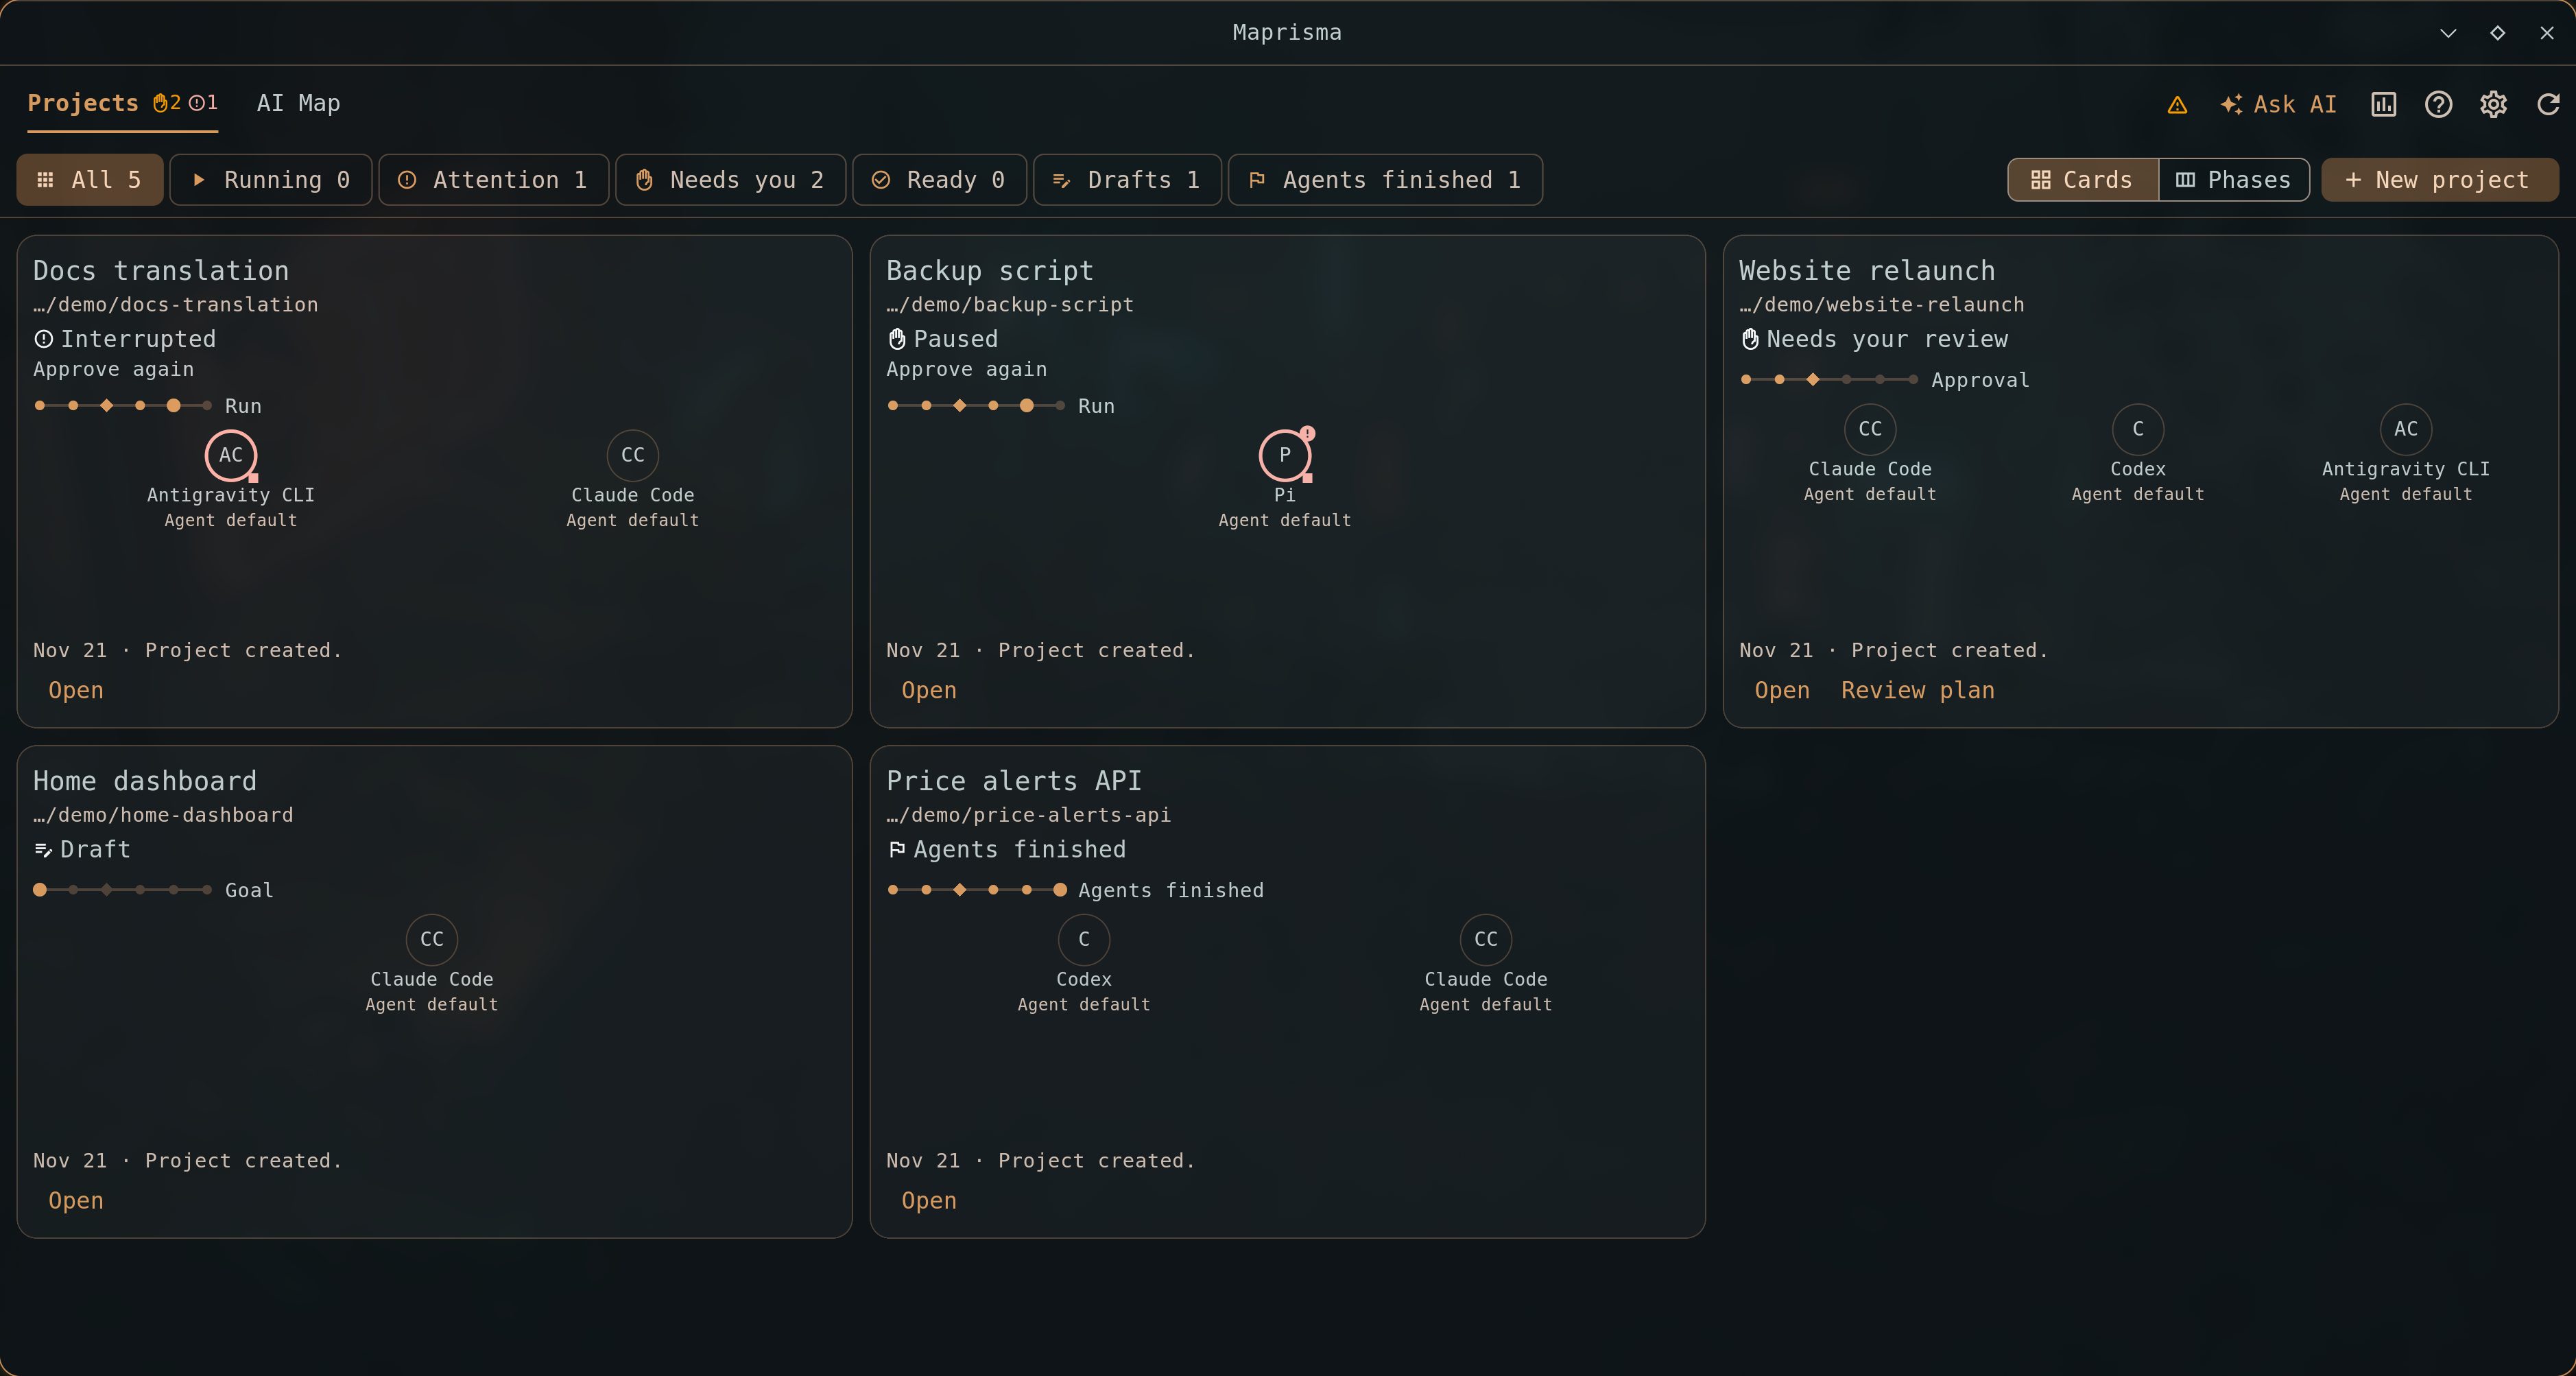 Maprisma
Projects 2 1 AI Map Ask AI
All 5 Running 0 Attention 1 Needs you 2 Ready 0 Drafts 1 Agents finished 1 Cards Phases + New project
Docs translation
…/demo/docs-translation
Interrupted
Approve again
Run
AC CC
Antigravity CLI Claude Code
Agent default Agent default
Nov 21 · Project created.
Open
Backup script
…/demo/backup-script
Paused
Approve again
Run
P
Pi
Agent default
Nov 21 · Project created.
Open
Website relaunch
…/demo/website-relaunch
Needs your review
Approval
CC C AC
Claude Code Codex Antigravity CLI
Agent default Agent default Agent default
Nov 21 · Project created.
Open Review plan
Home dashboard
…/demo/home-dashboard
Draft
Goal
CC
Claude Code
Agent default
Nov 21 · Project created.
Open
Price alerts API
…/demo/price-alerts-api
Agents finished
Agents finished
C CC
Codex Claude Code
Agent default Agent default
Nov 21 · Project created.
Open